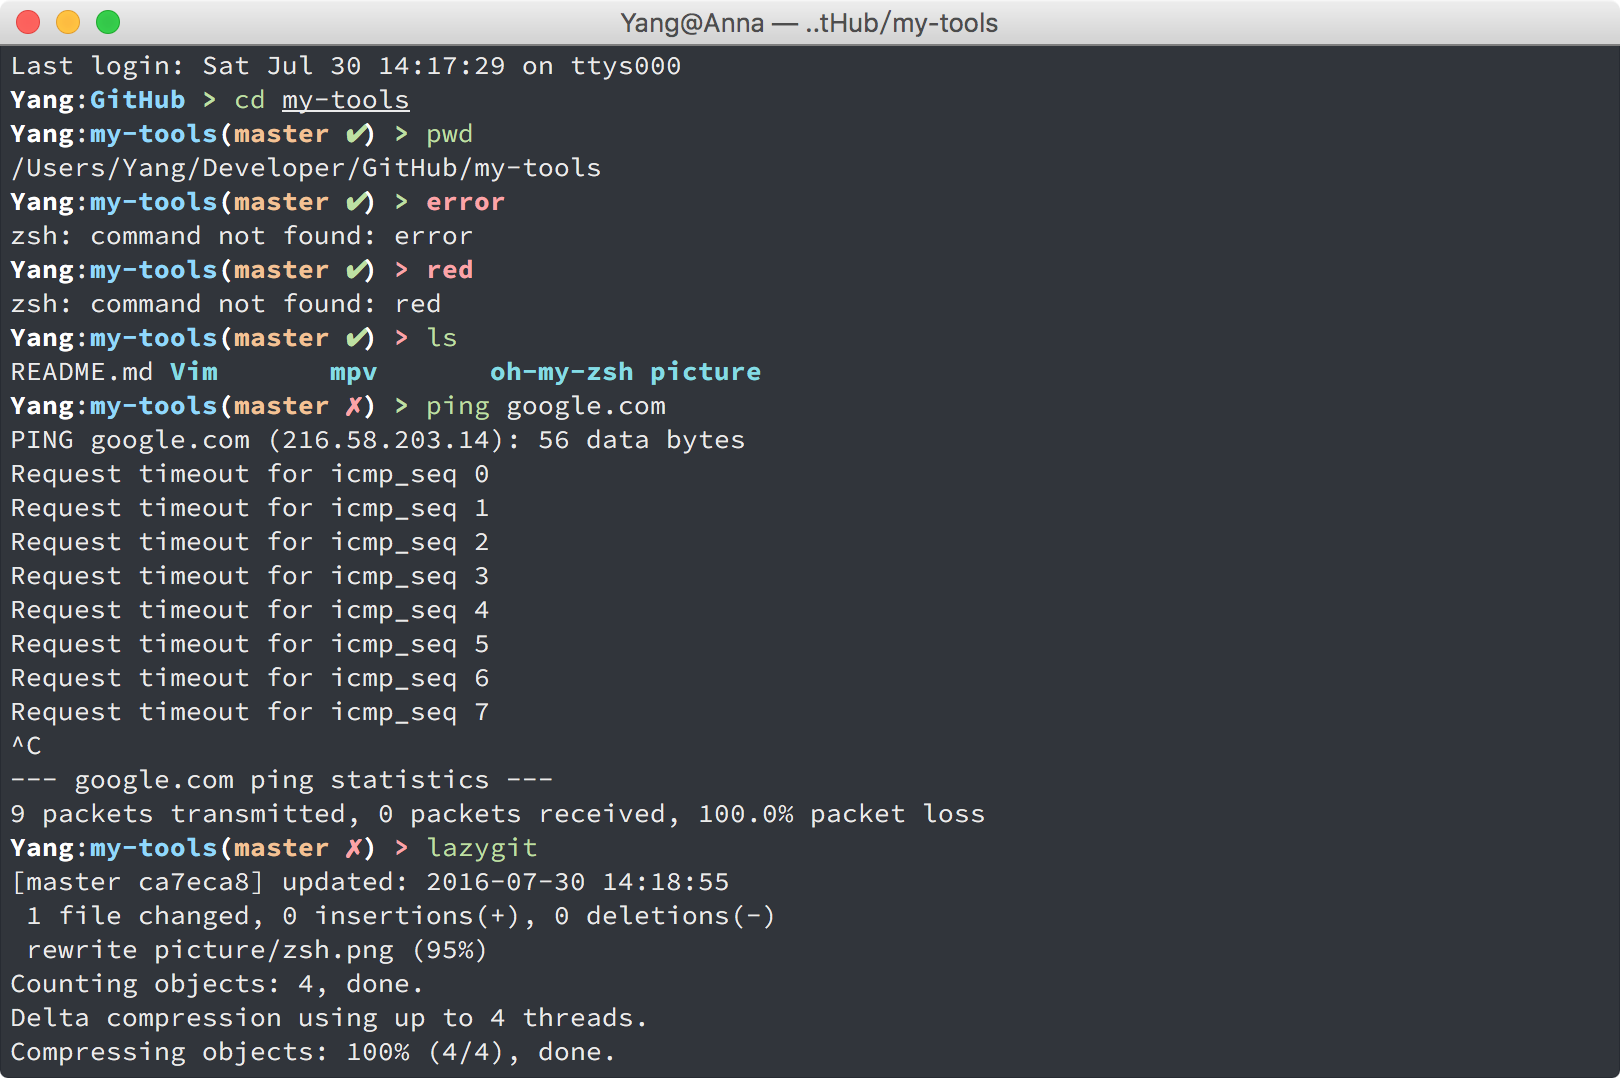 Yang@Anna — ..tHub/my-tools
Last login: Sat Jul 30 14:17:29 on ttys000
Yang:GitHub > cd my-tools
Yang:my-tools(master ✔) > pwd
/Users/Yang/Developer/GitHub/my-tools
Yang:my-tools(master ✔) > error
zsh: command not found: error
Yang:my-tools(master ✔) > red
zsh: command not found: red
Yang:my-tools(master ✔) > ls
README.md Vim       mpv       oh-my-zsh picture
Yang:my-tools(master ✗) > ping google.com
PING google.com (216.58.203.14): 56 data bytes
Request timeout for icmp_seq 0
Request timeout for icmp_seq 1
Request timeout for icmp_seq 2
Request timeout for icmp_seq 3
Request timeout for icmp_seq 4
Request timeout for icmp_seq 5
Request timeout for icmp_seq 6
Request timeout for icmp_seq 7
^C
--- google.com ping statistics ---
9 packets transmitted, 0 packets received, 100.0% packet loss
Yang:my-tools(master ✗) > lazygit
[master ca7eca8] updated: 2016-07-30 14:18:55
 1 file changed, 0 insertions(+), 0 deletions(-)
 rewrite picture/zsh.png (95%)
Counting objects: 4, done.
Delta compression using up to 4 threads.
Compressing objects: 100% (4/4), done.